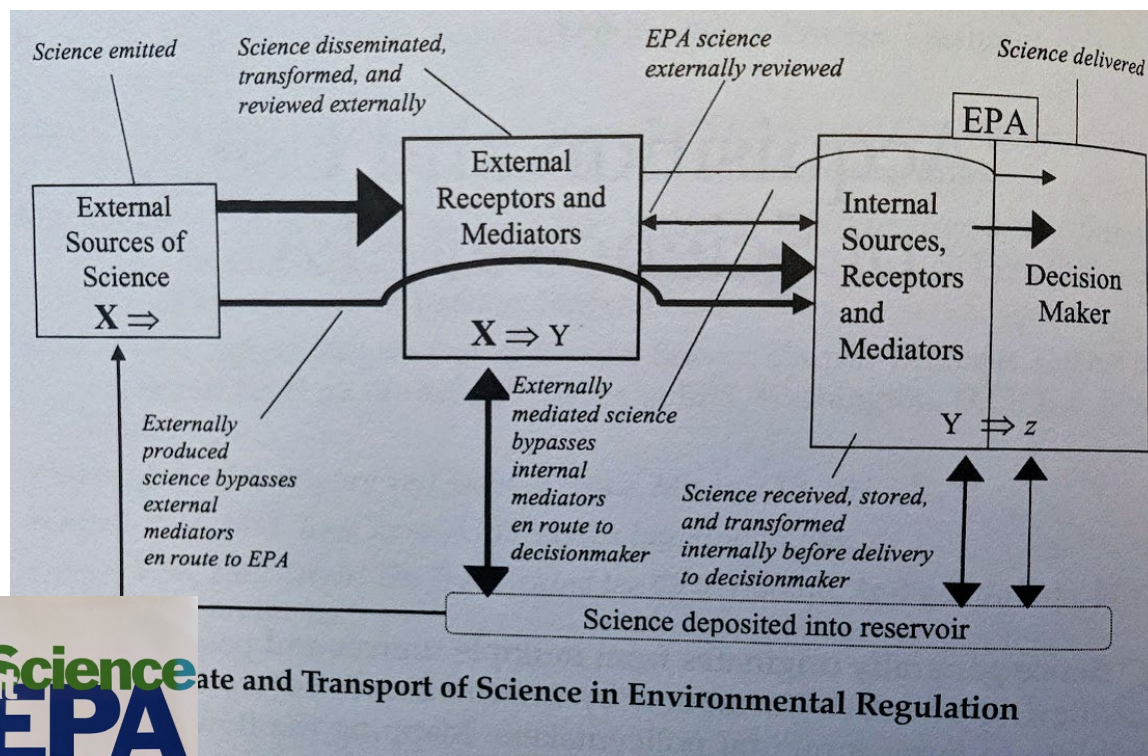 Science emitted
Science disseminated,
transformed, and
reviewed externally
EPA science
externally reviewed
Science delivered
External
Sources of
Science
X ⇒
External
Receptors and
Mediators
X ⇒ Y
EPA
Internal
Sources,
Receptors
and
Mediators
Decision
Maker
Y ⇒ z
Externally
produced
science bypasses
external
mediators
en route to EPA
Externally
mediated science
bypasses
internal
mediators
en route to
decisionmaker
Science received, stored,
and transformed
internally before delivery
to decisionmaker
Science deposited into reservoir
and Transport of Science in Environmental Regulation
Science
EPA